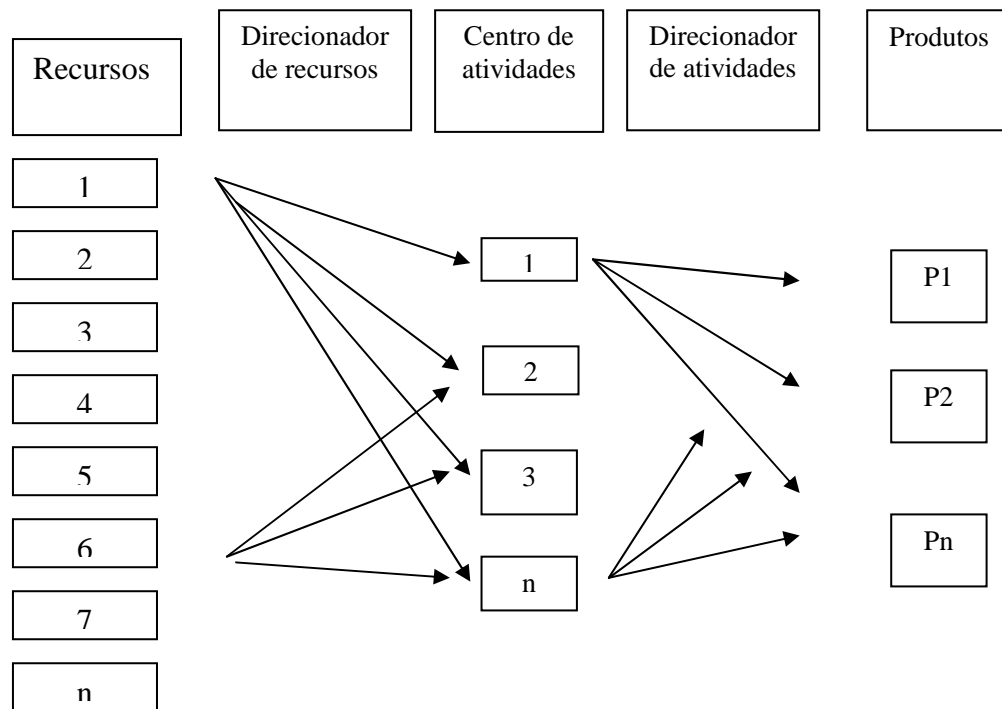 Recursos
Direcionador
de recursos
Centro de
atividades
Direcionador
de atividades
Produtos
1
2
3
4
5
6
7
n
1
2
3
n
P1
P2
Pn